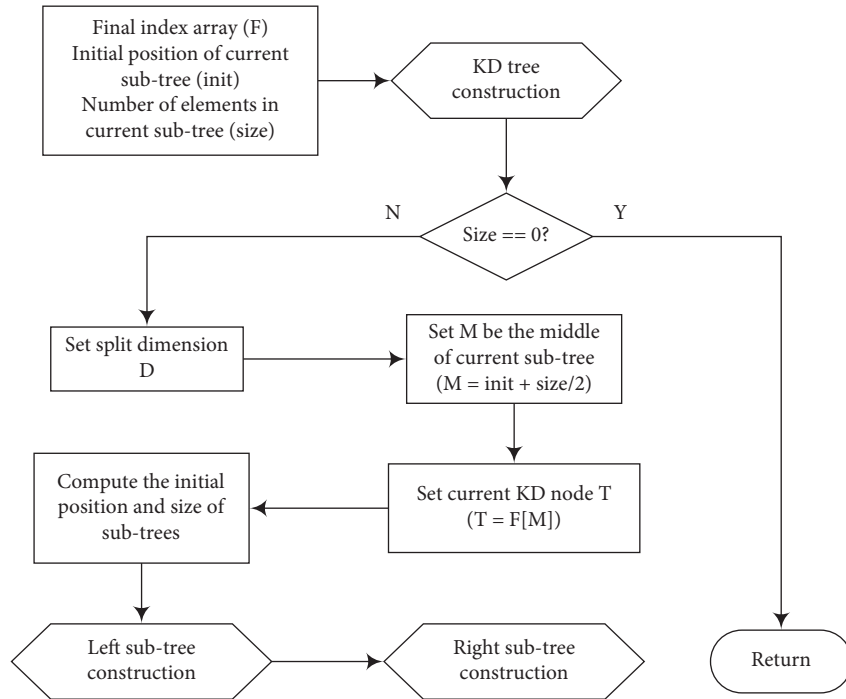 Final index array (F)
Initial position of current
sub-tree (init)
Number of elements in
current sub-tree (size)
KD tree
construction
N
Size == 0?
Y
Set split dimension
D
Set M be the middle
of current sub-tree
(M = init + size/2)
Compute the initial
position and size of
sub-trees
Set current KD node T
(T = F[M])
Left sub-tree
construction
Right sub-tree
construction
Return